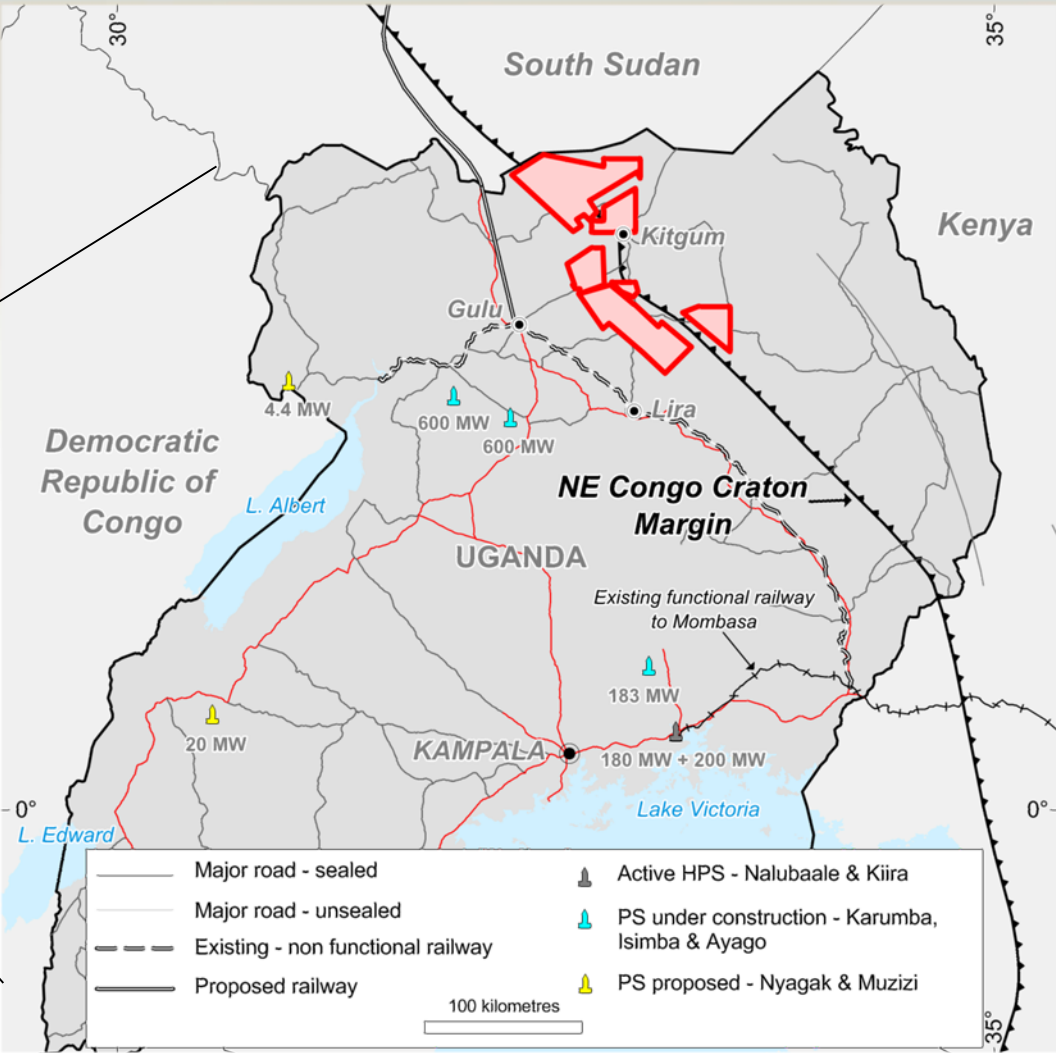 30°
35°
South Sudan
Kenya
Kitgum
Gulu
4.4 MW
600 MW
600 MW
Lira
Democratic
Republic of
Congo
L. Albert
NE Congo Craton
Margin
UGANDA
Existing functional railway
to Mombasa
183 MW
20 MW
KAMPALA
180 MW + 200 MW
0°
0°
Lake Victoria
L. Edward
Major road - sealed
Major road - unsealed
Existing - non functional railway
Proposed railway
Active HPS - Nalubaale & Kiira
PS under construction - Karumba,
Isimba & Ayago
PS proposed - Nyagak & Muzizi
100 kilometres
35°